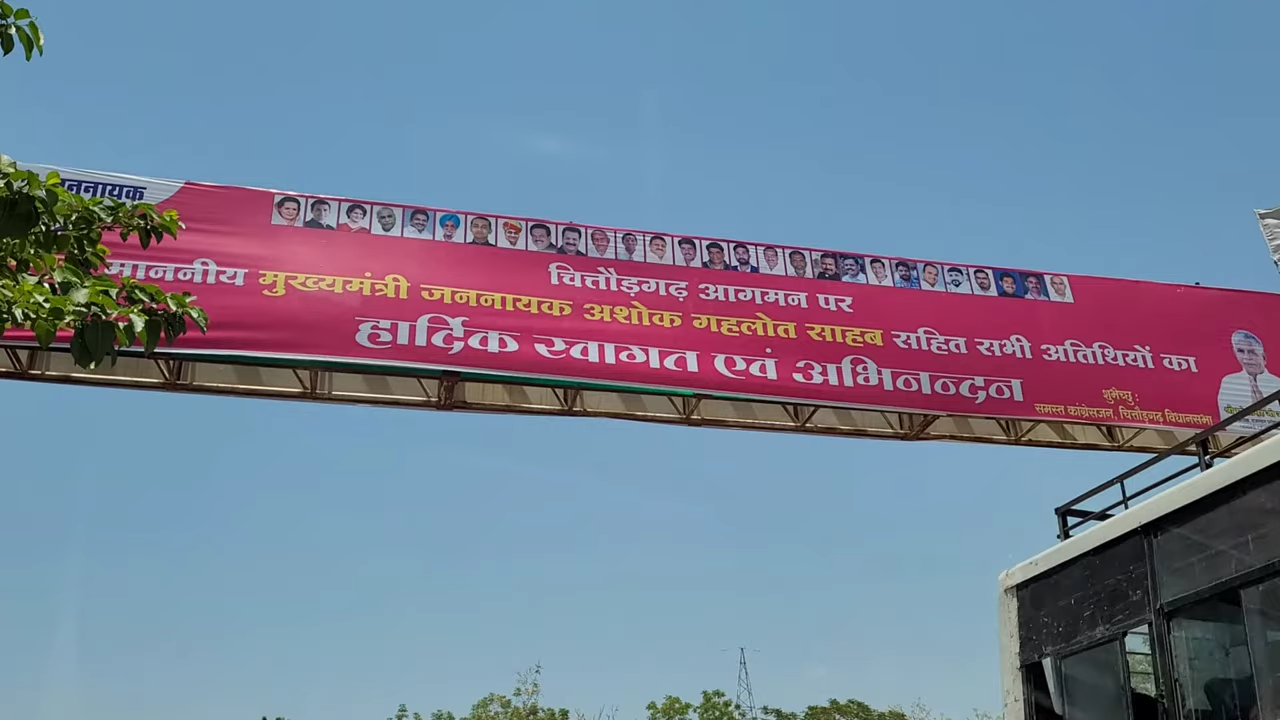 जननायक
चित्तौड़गढ़ आगमन पर
माननीय मुख्यमंत्री जननायक अशोक गहलोत साहब सहित सभी अतिथियों का
हार्दिक स्वागत एवं अभिनन्दन
शुभेच्छु :
समस्त कांग्रेसजन, चित्तौड़गढ़ विधानसभा